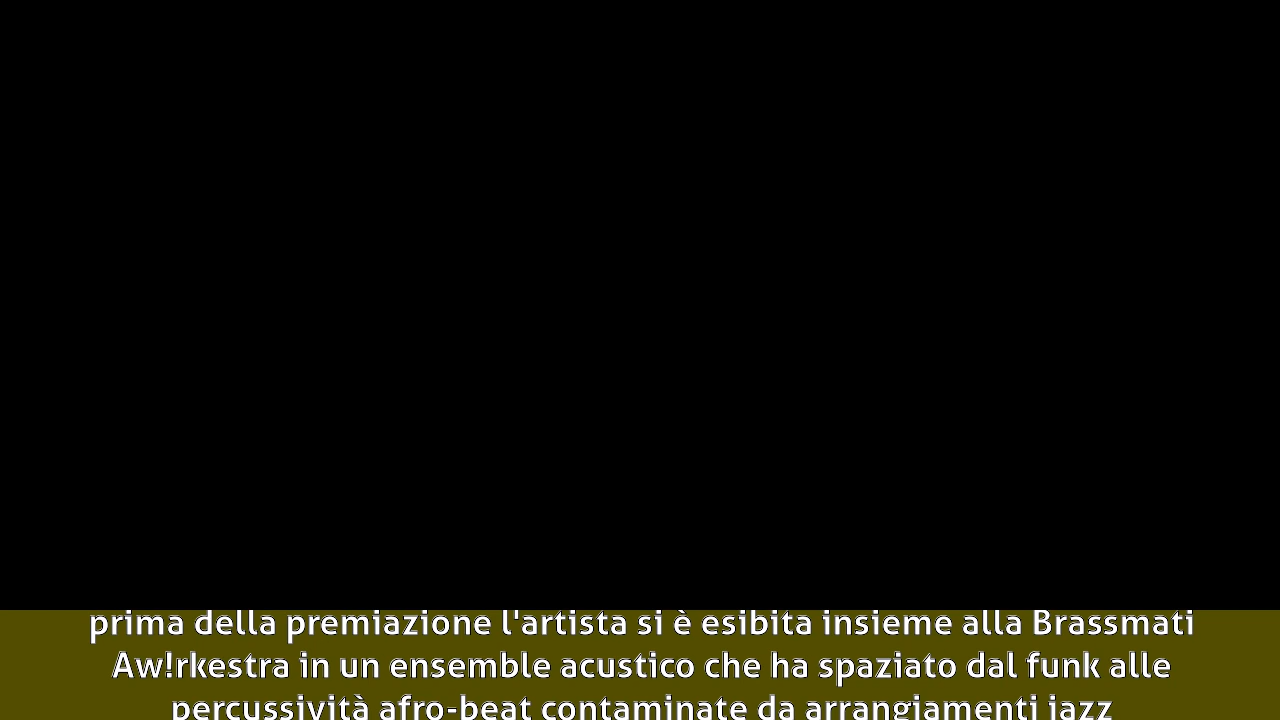 prima della premiazione l'artista si è esibita insieme alla Brassmati
Aw!rkestra in un ensemble acustico che ha spaziato dal funk alle
percussività afro-beat contaminate da arrangiamenti jazz